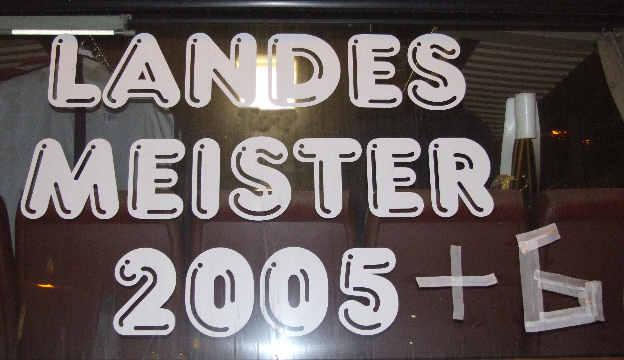 LANDES
MEISTER
2005 + 6